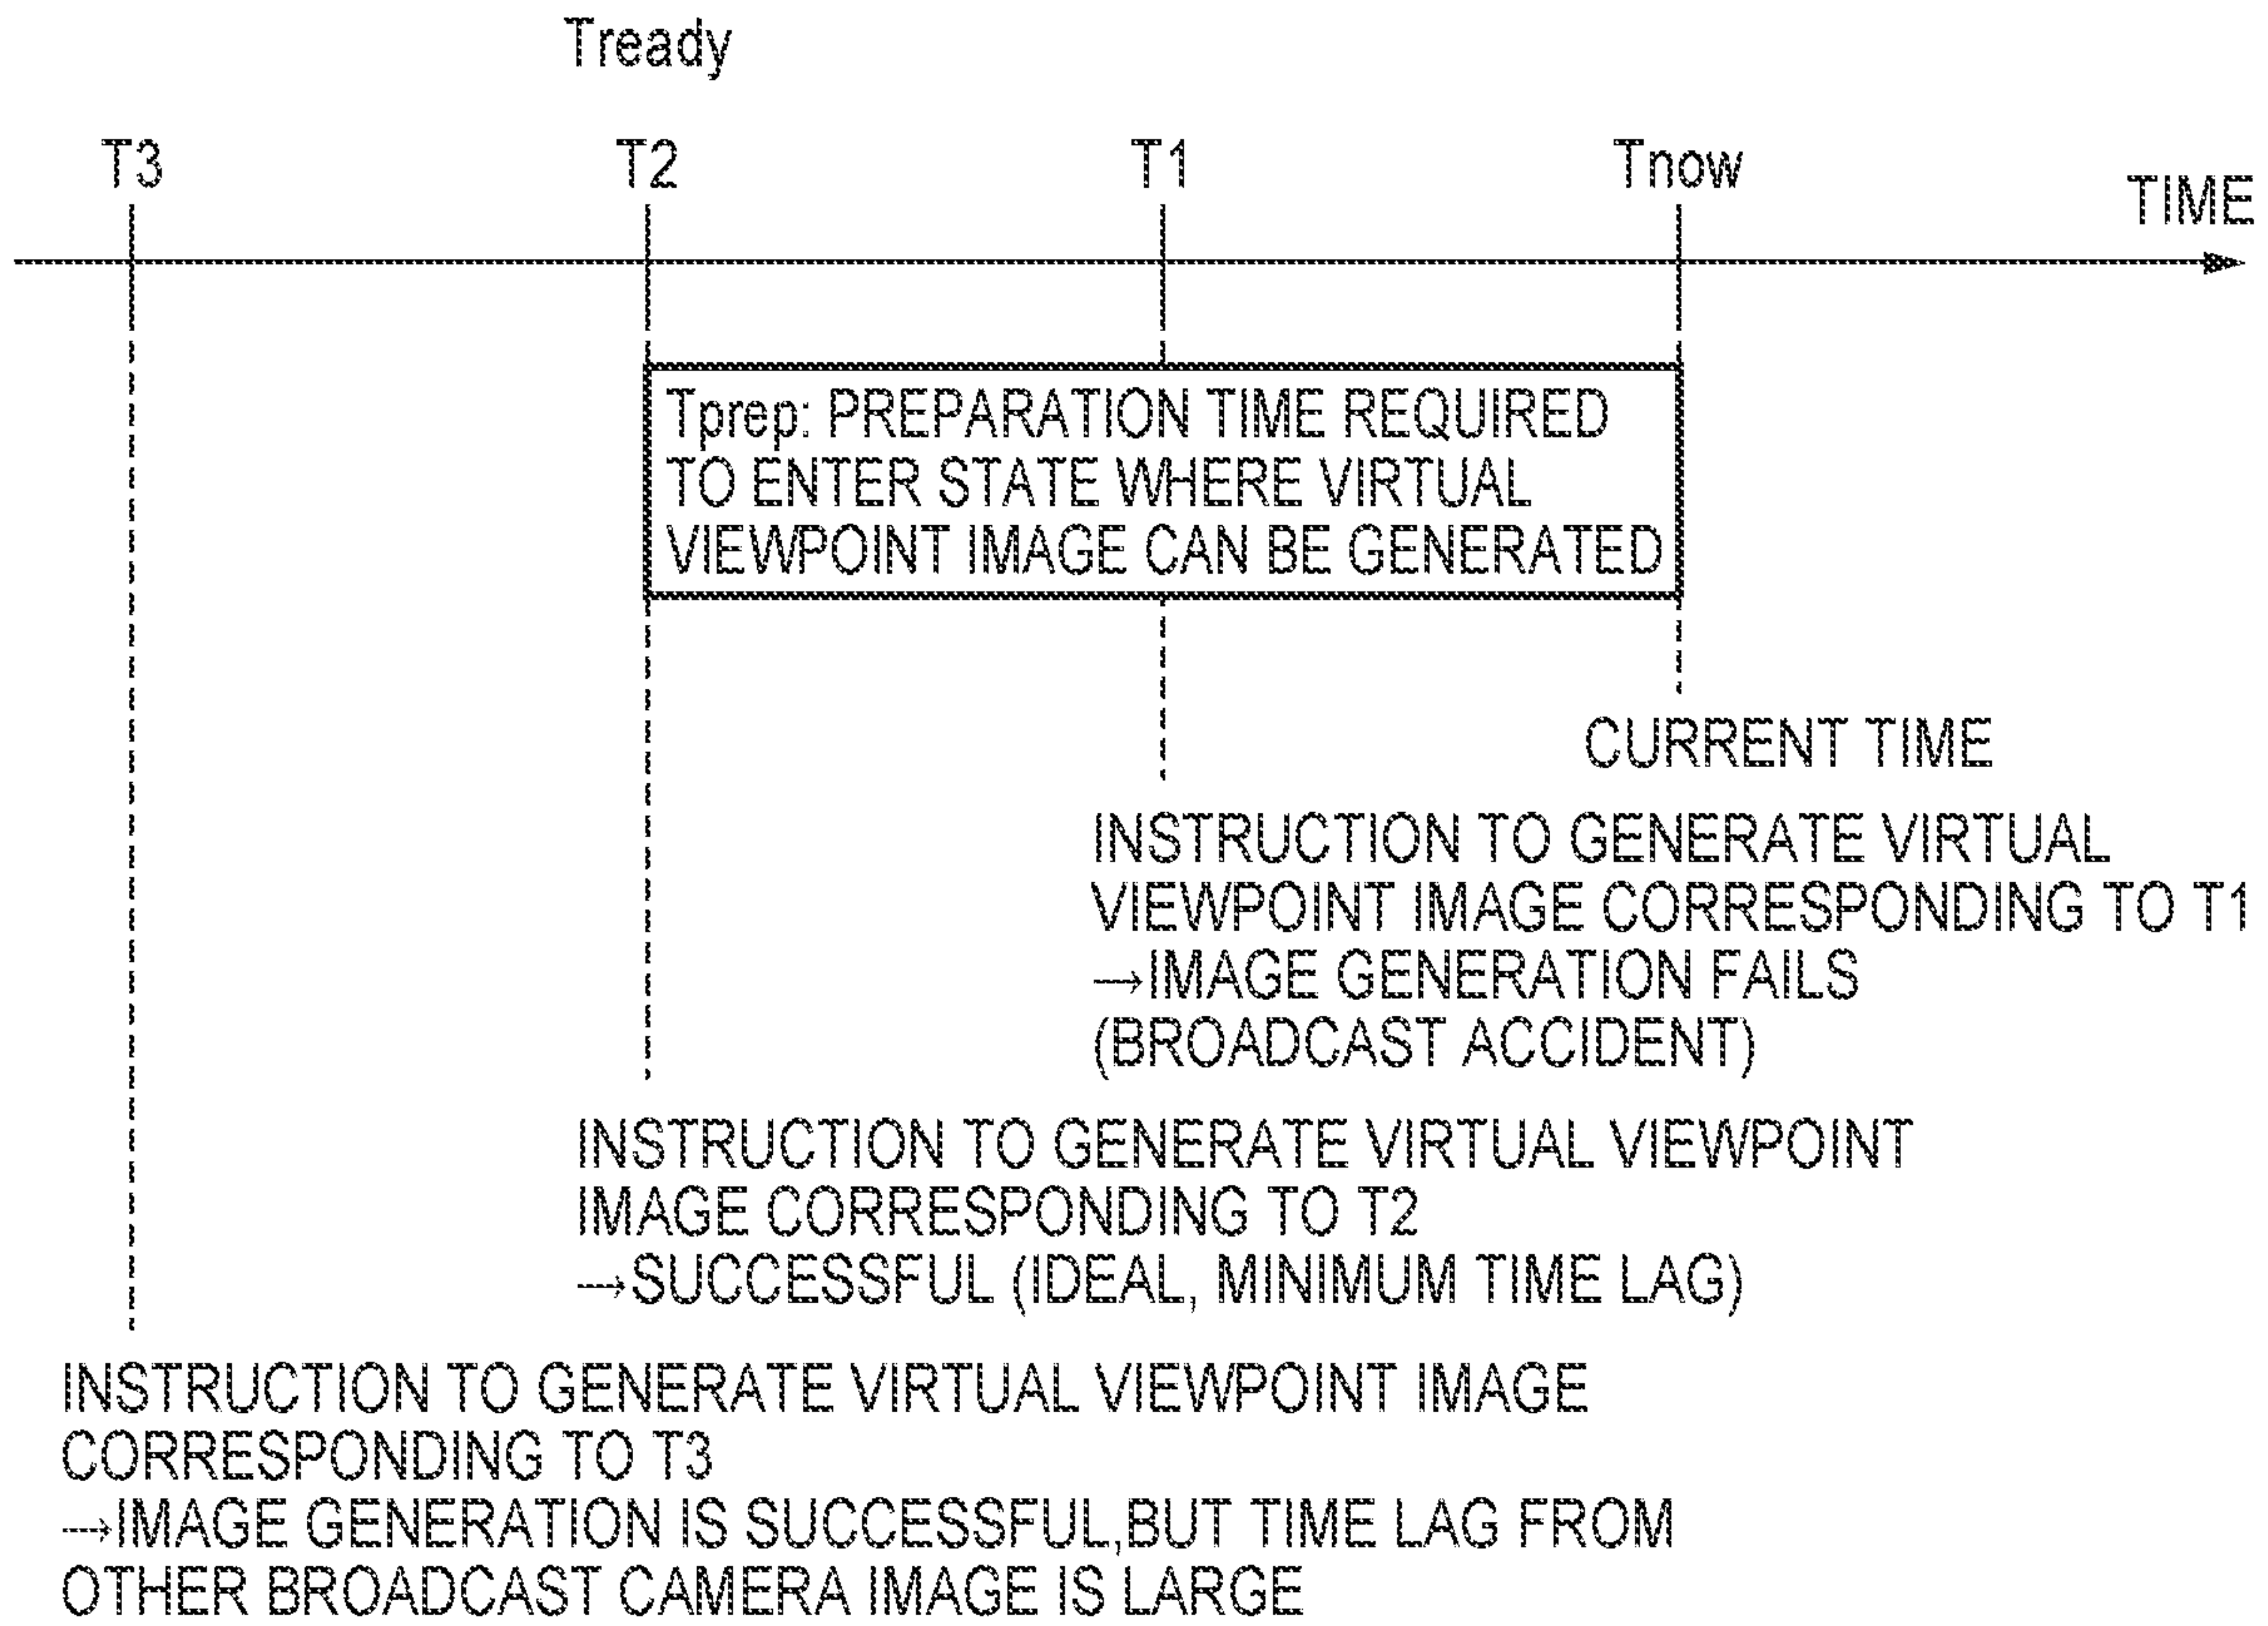 Tready
T3
T2
T1
Tnow
TIME
Tprep: PREPARATION TIME REQUIRED
TO ENTER STATE WHERE VIRTUAL
VIEWPOINT IMAGE CAN BE GENERATED
CURRENT TIME
INSTRUCTION TO GENERATE VIRTUAL
VIEWPOINT IMAGE CORRESPONDING TO T1
→IMAGE GENERATION FAILS
(BROADCAST ACCIDENT)
INSTRUCTION TO GENERATE VIRTUAL VIEWPOINT
IMAGE CORRESPONDING TO T2
→SUCCESSFUL (IDEAL, MINIMUM TIME LAG)
INSTRUCTION TO GENERATE VIRTUAL VIEWPOINT IMAGE
CORRESPONDING TO T3
→IMAGE GENERATION IS SUCCESSFUL,BUT TIME LAG FROM
OTHER BROADCAST CAMERA IMAGE IS LARGE